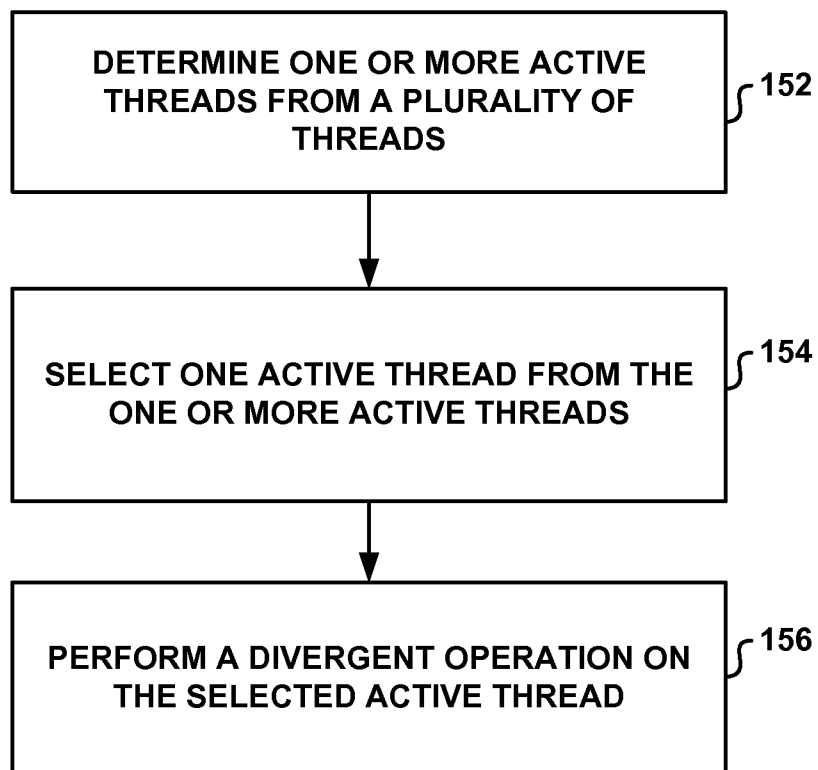 DETERMINE ONE OR MORE ACTIVE
THREADS FROM A PLURALITY OF
THREADS
152
SELECT ONE ACTIVE THREAD FROM THE
ONE OR MORE ACTIVE THREADS
154
PERFORM A DIVERGENT OPERATION ON
THE SELECTED ACTIVE THREAD
156